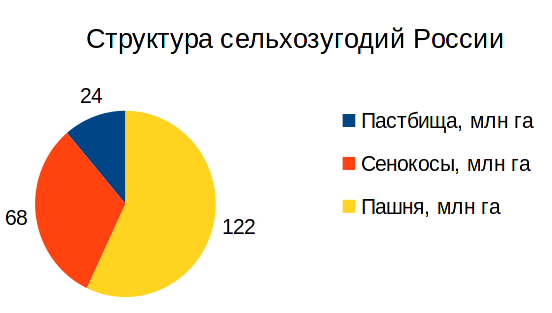 Структура сельхозугодий России
24
68
122
Пастбища, млн га
Сенокосы, млн га
Пашня, млн га